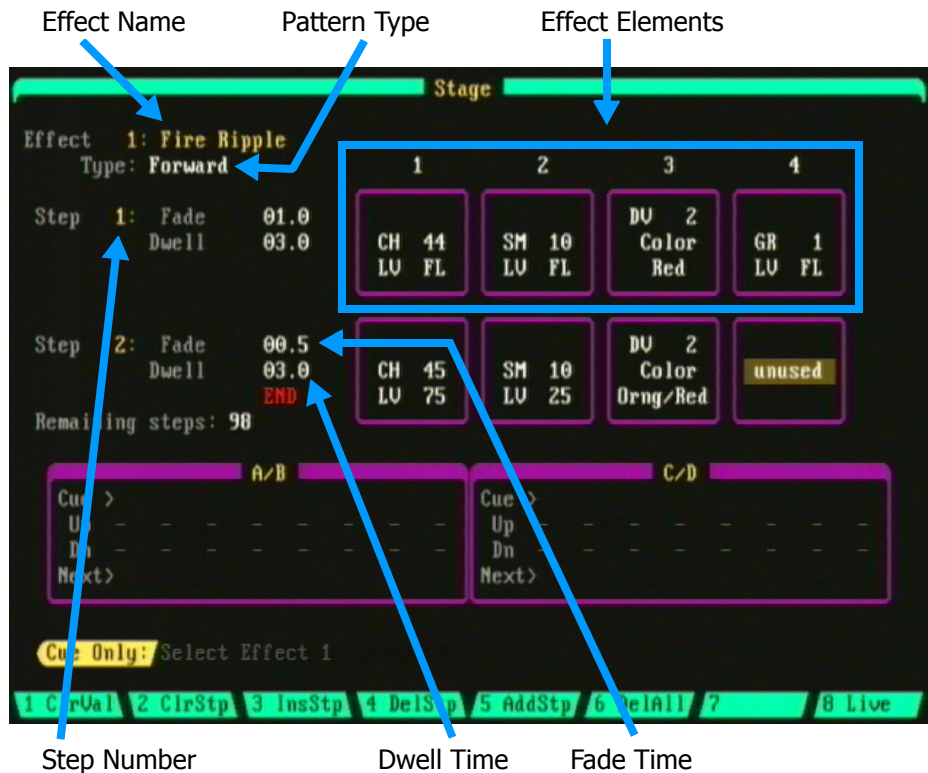 Effect Name Pattern Type Effect Elements
Stage
Effect 1: Fire Ripple
Type: Forward 1 2 3 4
Step 1: Fade 01.0 DV 2
Dwell 03.0 CH 44 SM 10 Color GR 1
LV FL LV FL Red LV FL
Step 2: Fade 00.5 DV 2
Dwell 03.0 CH 45 SM 10 Color unused
END LV 75 LV 25 Orng/Red
Remaining steps: 98
A/B C/D
Cue > Cue >
Up - - - - - - - - Up - - - - - - - -
Dn - - - - - - - - Dn - - - - - - - -
Next> Next>
Cue Only: Select Effect 1
1 ClrVal 2 ClrStp 3 InsStp 4 DelStp 5 AddStp 6 DelAll 7 8 Live
Step Number Dwell Time Fade Time